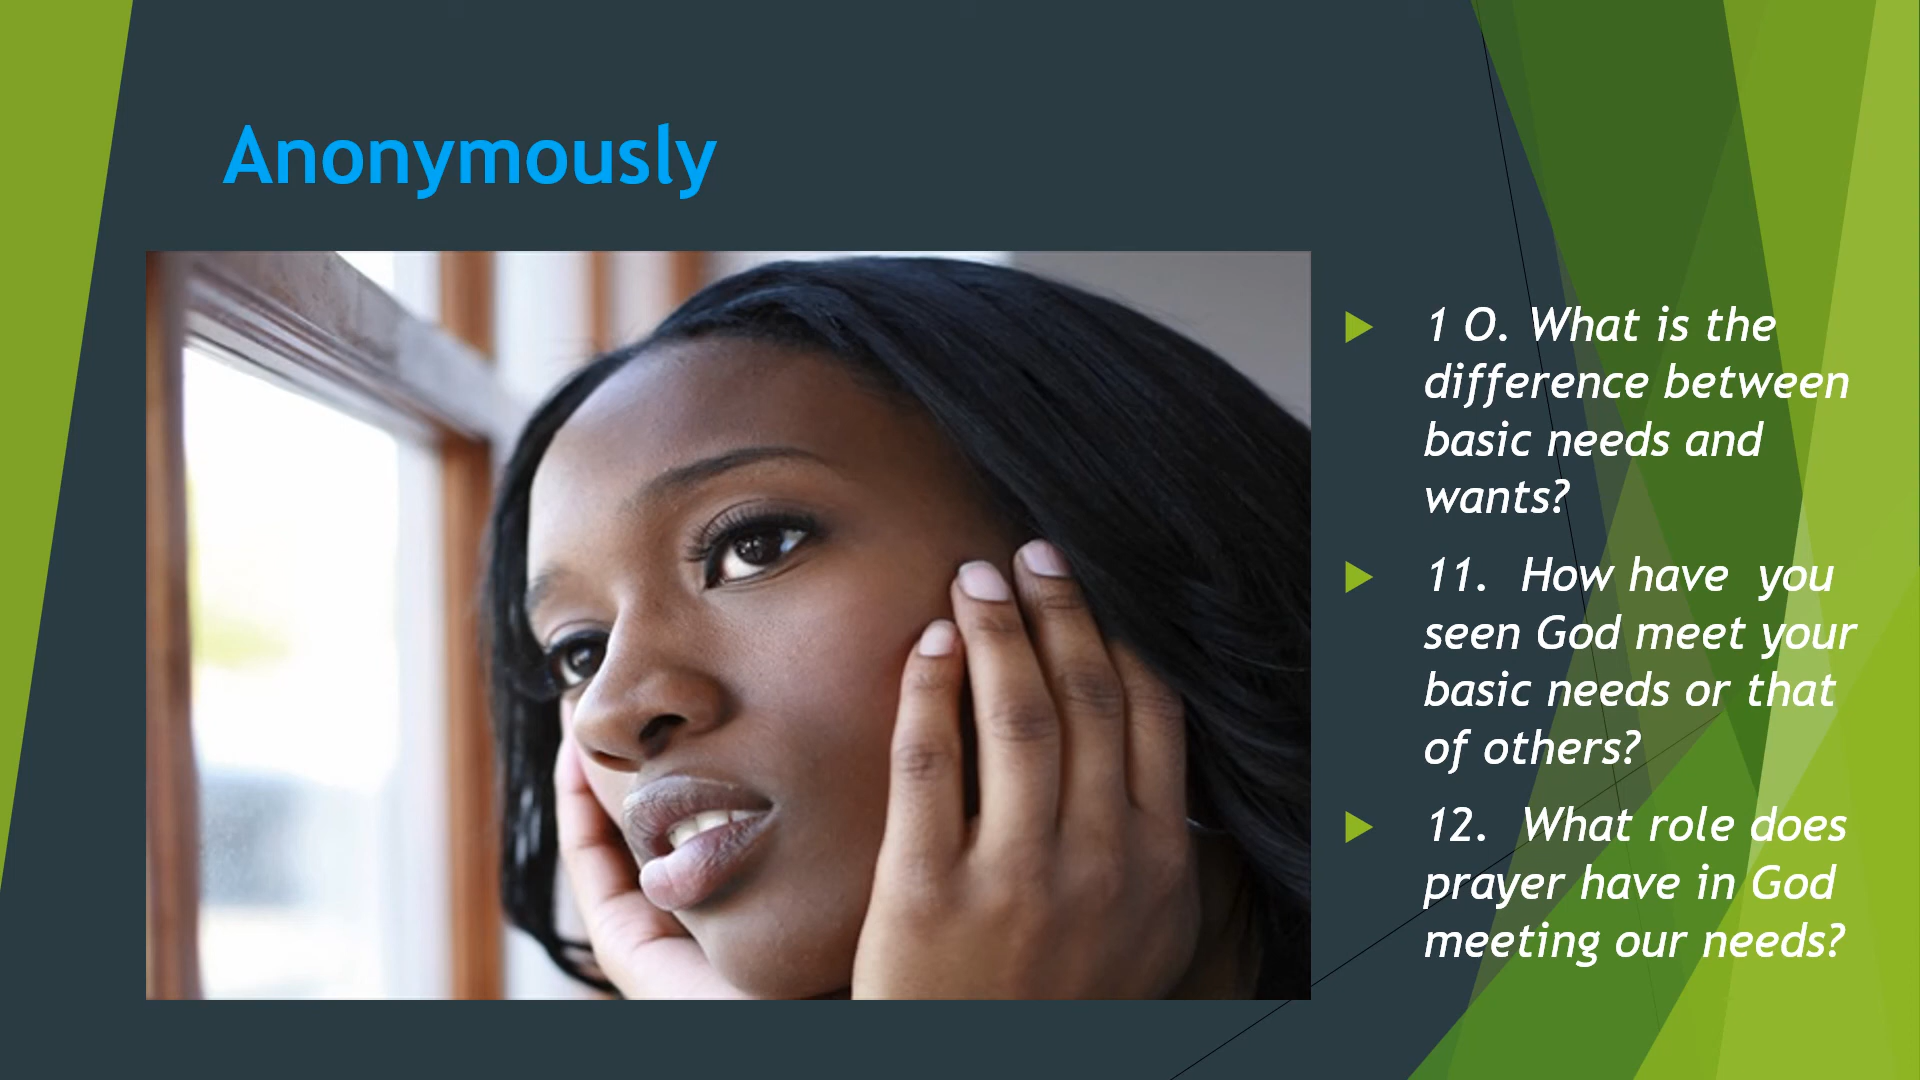 Anonymously
1 O. What is the
difference between
basic needs and
wants?
11.  How have  you
seen God meet your
basic needs or that
of others?
12.  What role does
prayer have in God
meeting our needs?